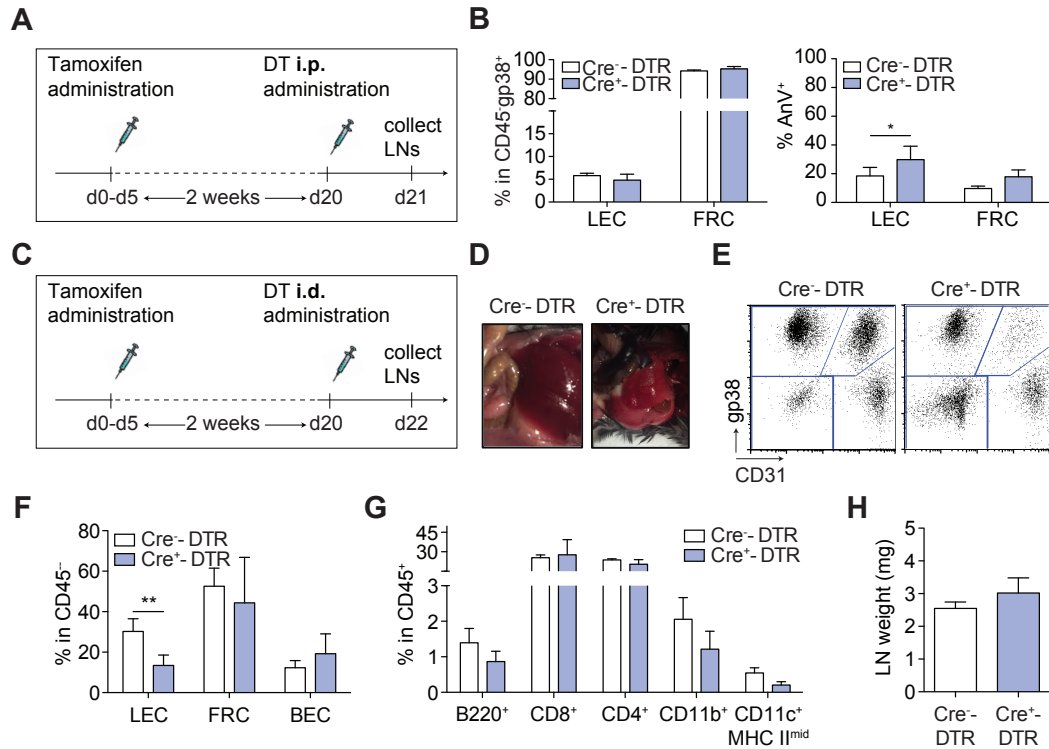 A
Tamoxifen
administration
DT i.p.
administration
collect
LNs
d0-d5
2 weeks
d20
d21
B
Cre⁻- DTR
Cre⁺- DTR
% in CD45⁻gp38⁺
100
90
80
15
10
5
0
LEC
FRC
Cre⁻- DTR
Cre⁺- DTR
% AnV⁺
100
80
60
40
20
0
*
LEC
FRC
C
Tamoxifen
administration
DT i.d.
administration
collect
LNs
d0-d5
2 weeks
d20
d22
D
Cre⁻- DTR
Cre⁺- DTR
E
Cre⁻- DTR
Cre⁺- DTR
gp38
CD31
F
Cre⁻- DTR
Cre⁺- DTR
% in CD45⁻
80
60
40
20
0
**
LEC
FRC
BEC
G
Cre⁻- DTR
Cre⁺- DTR
% in CD45⁺
45
30
3
2
1
0
B220⁺
CD8⁺
CD4⁺
CD11b⁺
CD11c⁺
MHC IIᵐⁱᵈ
H
LN weight (mg)
5
4
3
2
1
0
Cre⁻-
DTR
Cre⁺-
DTR